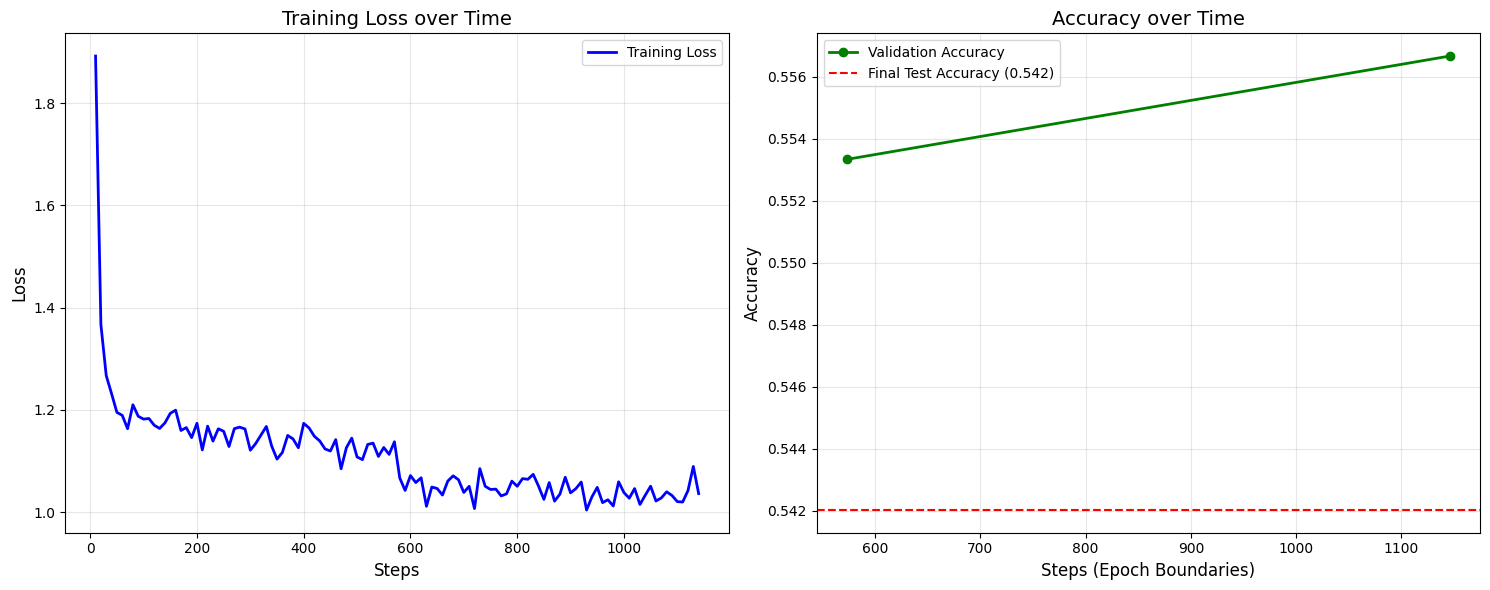 Training Loss over Time
Training Loss
1.8
1.6
1.4
1.2
1.0
Loss
0
200
400
600
800
1000
Steps
Accuracy over Time
Validation Accuracy
Final Test Accuracy (0.542)
0.556
0.554
0.552
0.550
0.548
0.546
0.544
0.542
Accuracy
600
700
800
900
1000
1100
Steps (Epoch Boundaries)